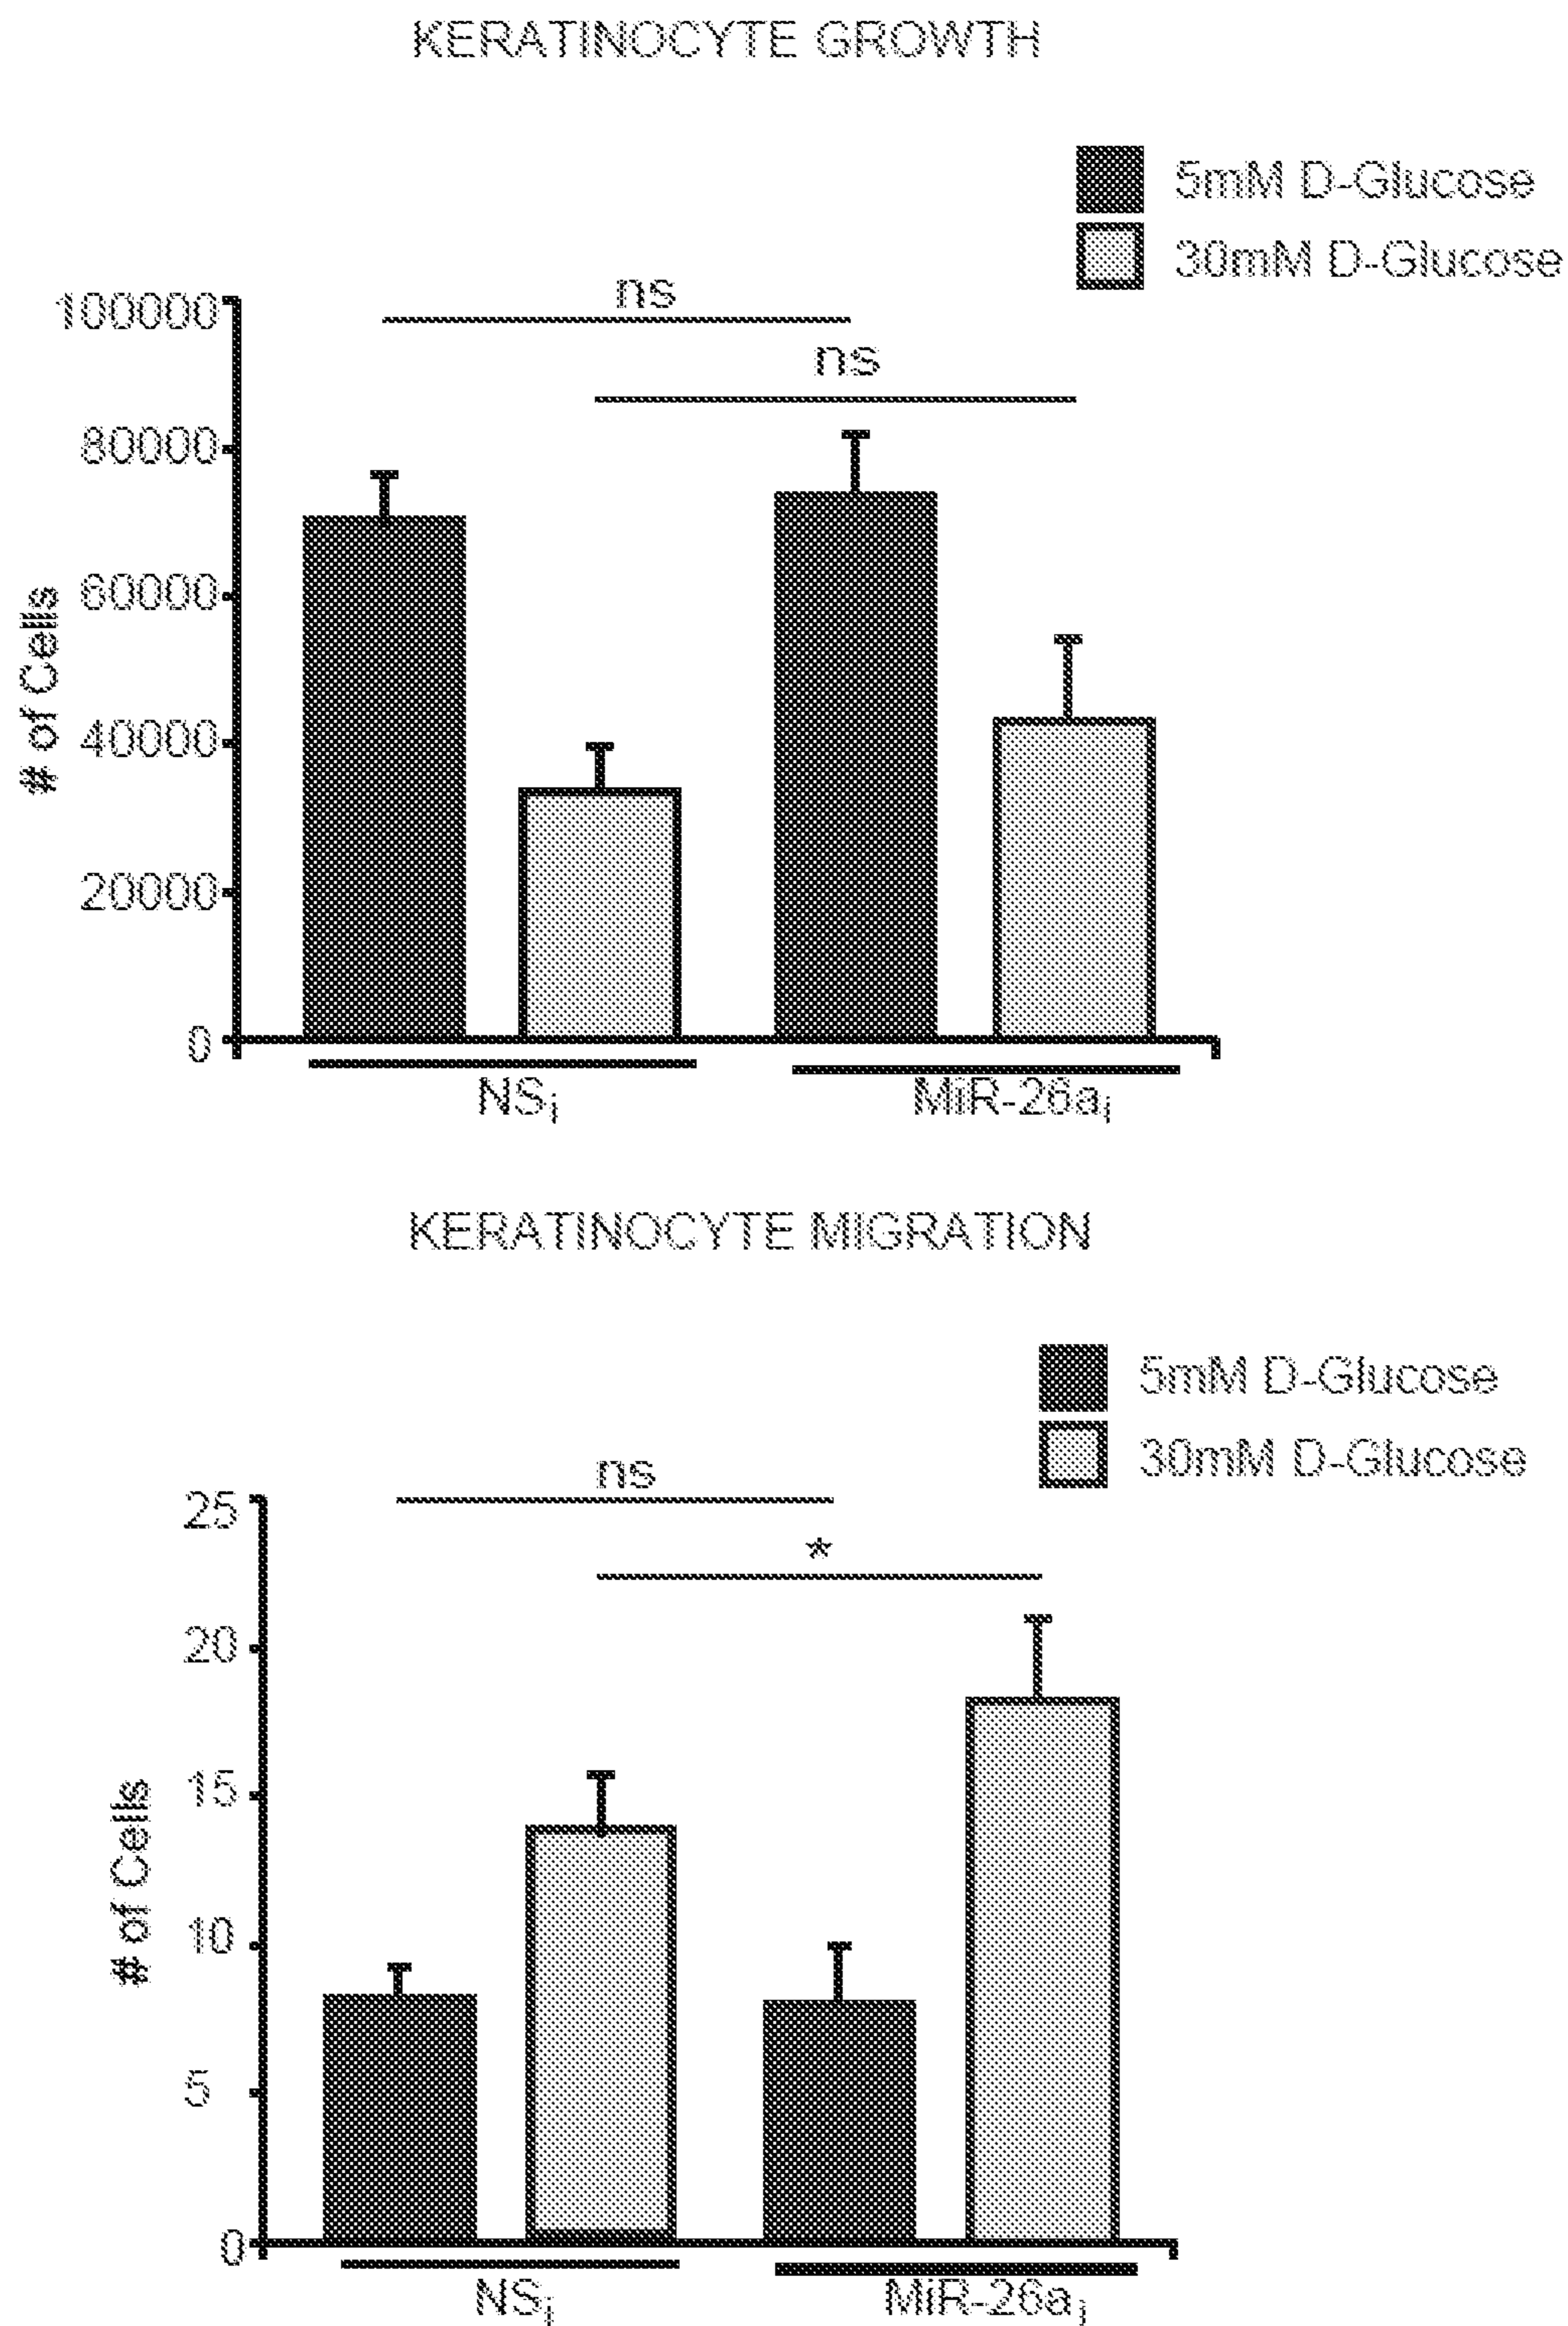 KERATINOCYTE GROWTH
5mM D-Glucose
30mM D-Glucose
ns
ns
100000
80000
60000
40000
20000
0
# of Cells
NSi
MiR-26ai
KERATINOCYTE MIGRATION
5mM D-Glucose
30mM D-Glucose
ns
*
25
20
15
10
5
0
# of Cells
NSi
MiR-26ai